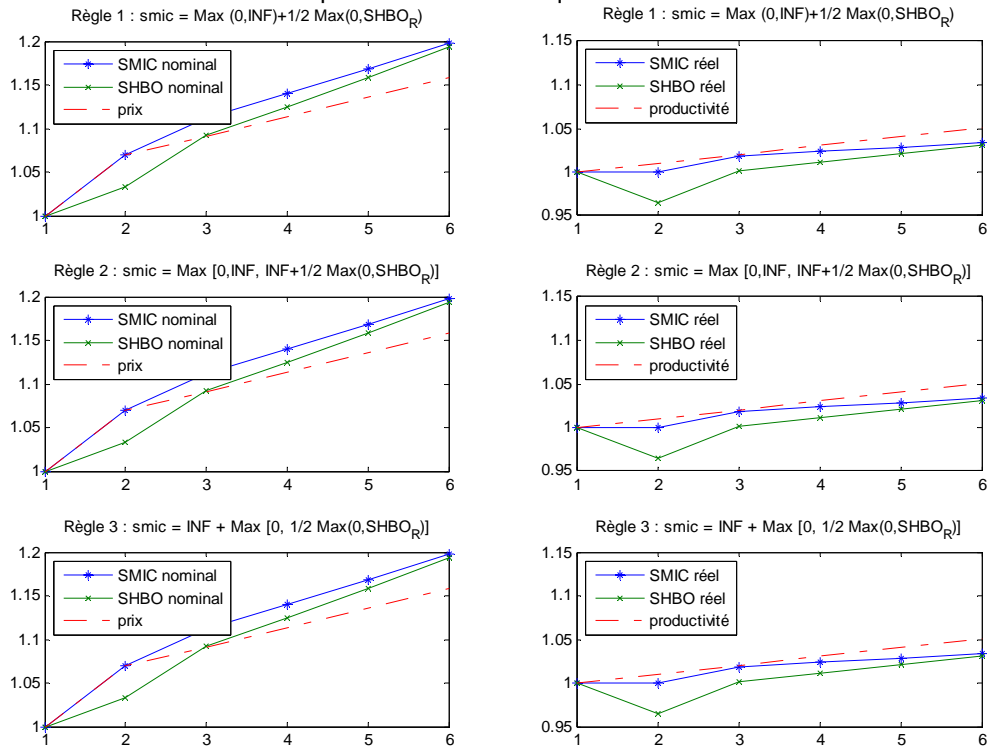 Règle 1 : smic = Max (0,INF)+1/2 Max(0,SHBO_R)
1.2
1.15
1.1
1.05
1
SMIC nominal
SHBO nominal
prix
1 2 3 4 5 6
Règle 1 : smic = Max (0,INF)+1/2 Max(0,SHBO_R)
1.15
1.1
1.05
1
0.95
SMIC réel
SHBO réel
productivité
1 2 3 4 5 6
Règle 2 : smic = Max [0,INF, INF+1/2 Max(0,SHBO_R)]
1.2
1.15
1.1
1.05
1
SMIC nominal
SHBO nominal
prix
1 2 3 4 5 6
Règle 2 : smic = Max [0,INF, INF+1/2 Max(0,SHBO_R)]
1.15
1.1
1.05
1
0.95
SMIC réel
SHBO réel
productivité
1 2 3 4 5 6
Règle 3 : smic = INF + Max [0, 1/2 Max(0,SHBO_R)]
1.2
1.15
1.1
1.05
1
SMIC nominal
SHBO nominal
prix
1 2 3 4 5 6
Règle 3 : smic = INF + Max [0, 1/2 Max(0,SHBO_R)]
1.15
1.1
1.05
1
0.95
SMIC réel
SHBO réel
productivité
1 2 3 4 5 6